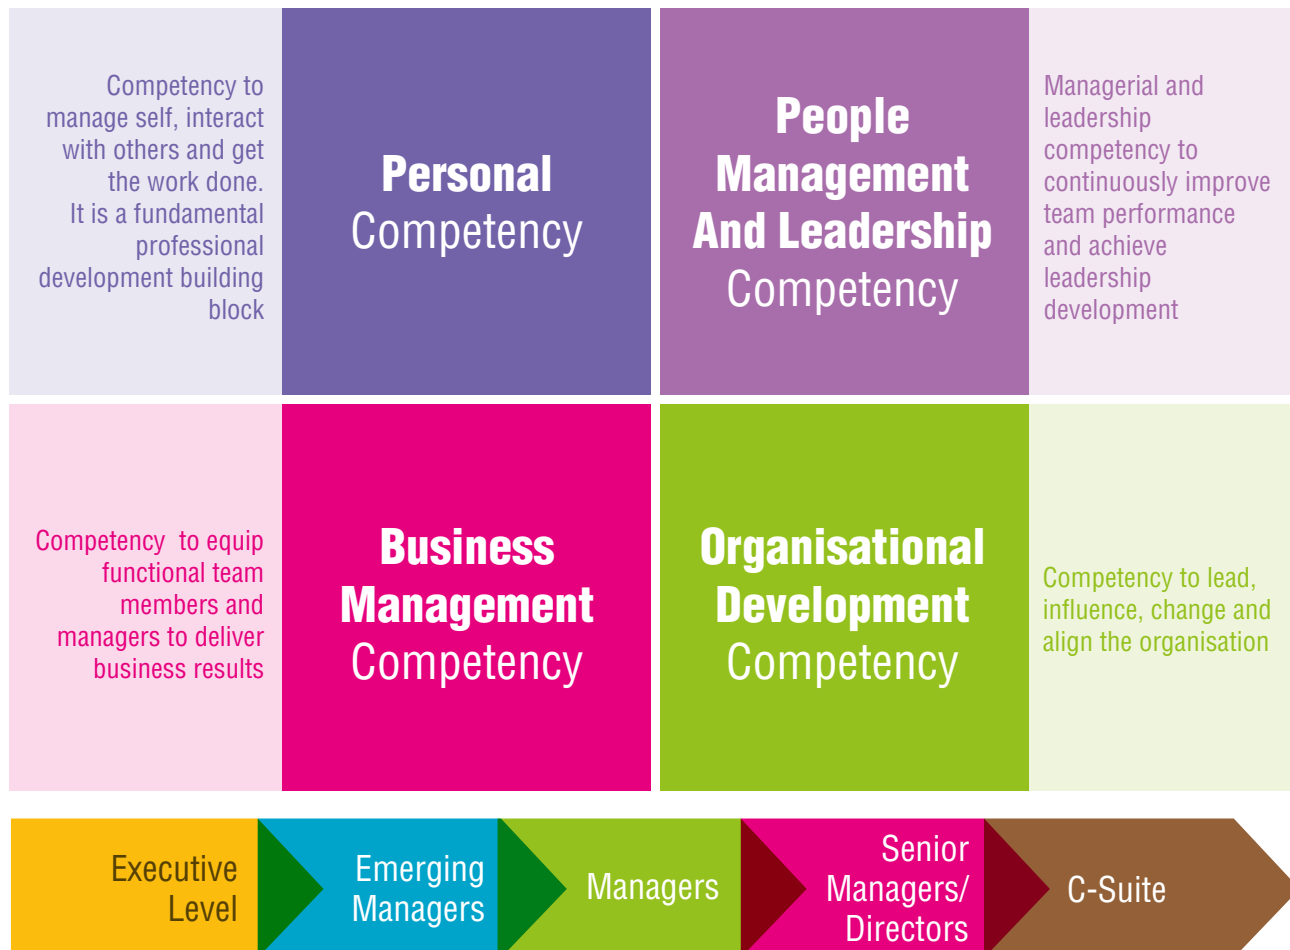 Competency to
manage self, interact
with others and get
the work done.
It is a fundamental
professional
development building
block
Personal
Competency
People
Management
And Leadership
Competency
Managerial and
leadership
competency to
continuously improve
team performance
and achieve
leadership
development
Competency  to equip
functional team
members and
managers to deliver
business results
Business
Management
Competency
Organisational
Development
Competency
Competency to lead,
influence, change and
align the organisation
Executive
Level
Emerging
Managers
Managers
Senior
Managers/
Directors
C-Suite